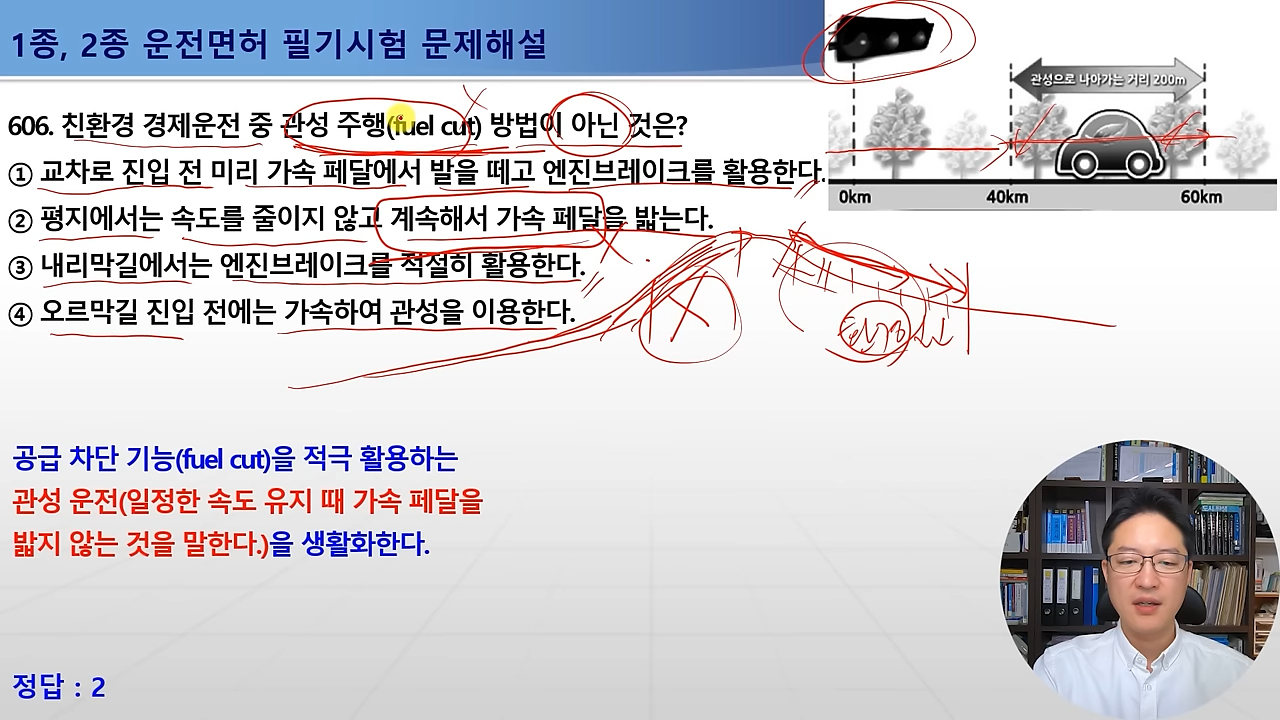 1종, 2종 운전면허 필기시험 문제해설
관성으로 나아가는 거리 200m
0km 40km 60km
606. 친환경 경제운전 중 관성 주행(fuel cut) 방법이 아닌 것은?
① 교차로 진입 전 미리 가속 페달에서 발을 떼고 엔진브레이크를 활용한다.
② 평지에서는 속도를 줄이지 않고 계속해서 가속 페달을 밟는다.
③ 내리막길에서는 엔진브레이크를 적절히 활용한다.
④ 오르막길 진입 전에는 가속하여 관성을 이용한다.
공급 차단 기능(fuel cut)을 적극 활용하는
관성 운전(일정한 속도 유지 때 가속 페달을
밟지 않는 것을 말한다.)을 생활화한다.
정답 : 2